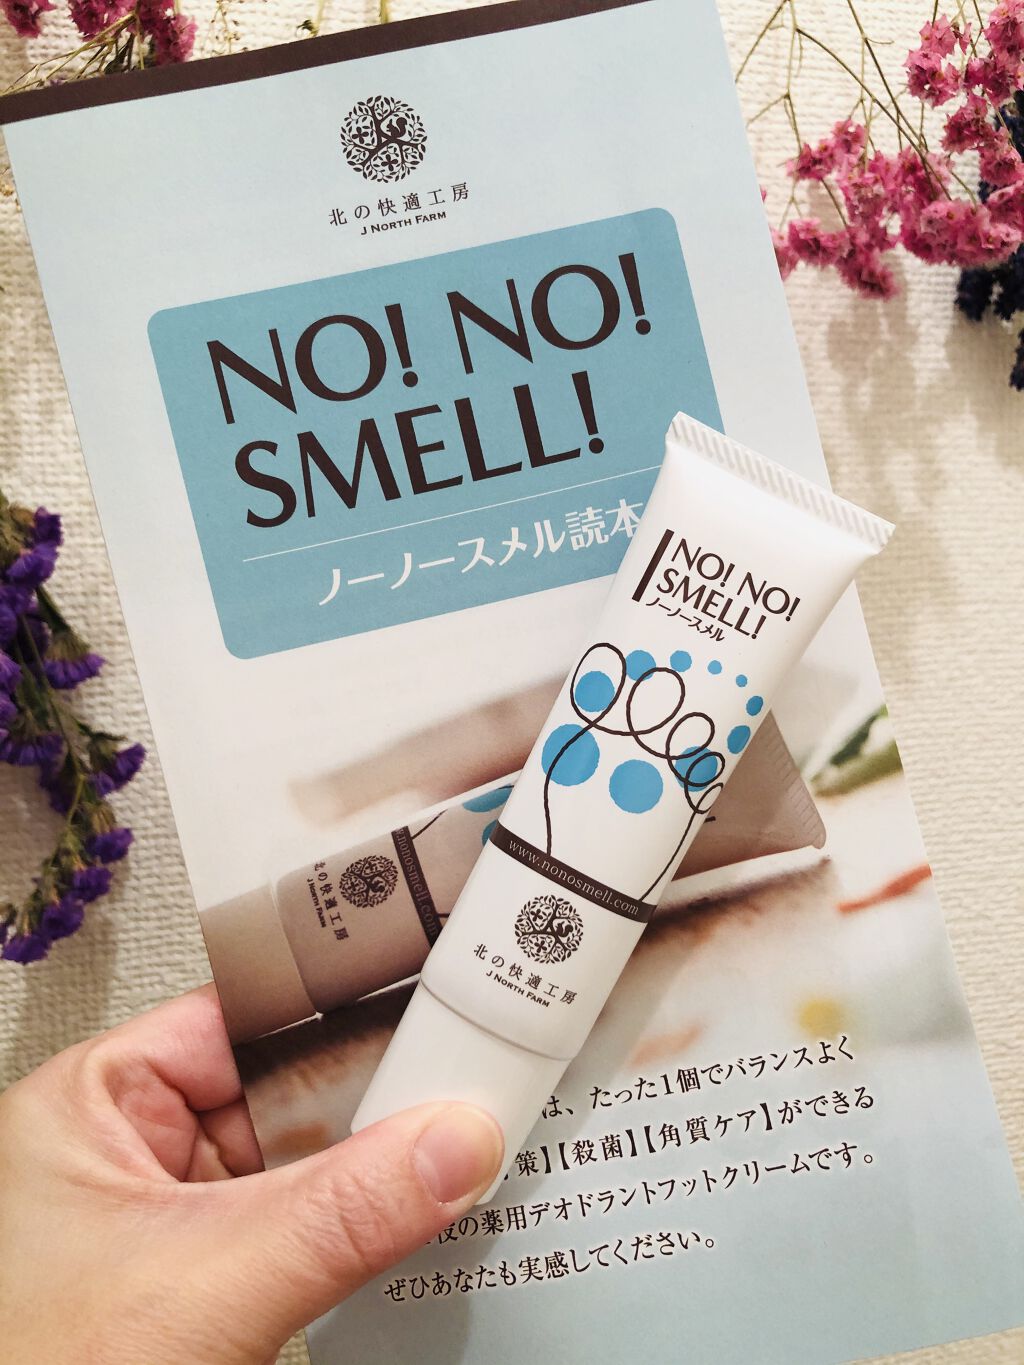 北の快適工房
J NORTH FARM
NO! NO!
SMELL!
ノーノースメル読本
NO! NO!
SMELL!
ノーノースメル
www.nonosmell.com
北の快適工房
J NORTH FARM
www.nonosmell.com
北の快適工房
J NORTH FARM
は、たった1個でバランスよく
策】【殺菌】【角質ケア】ができる
役の薬用デオドラントフットクリームです。
ぜひあなたも実感してください。